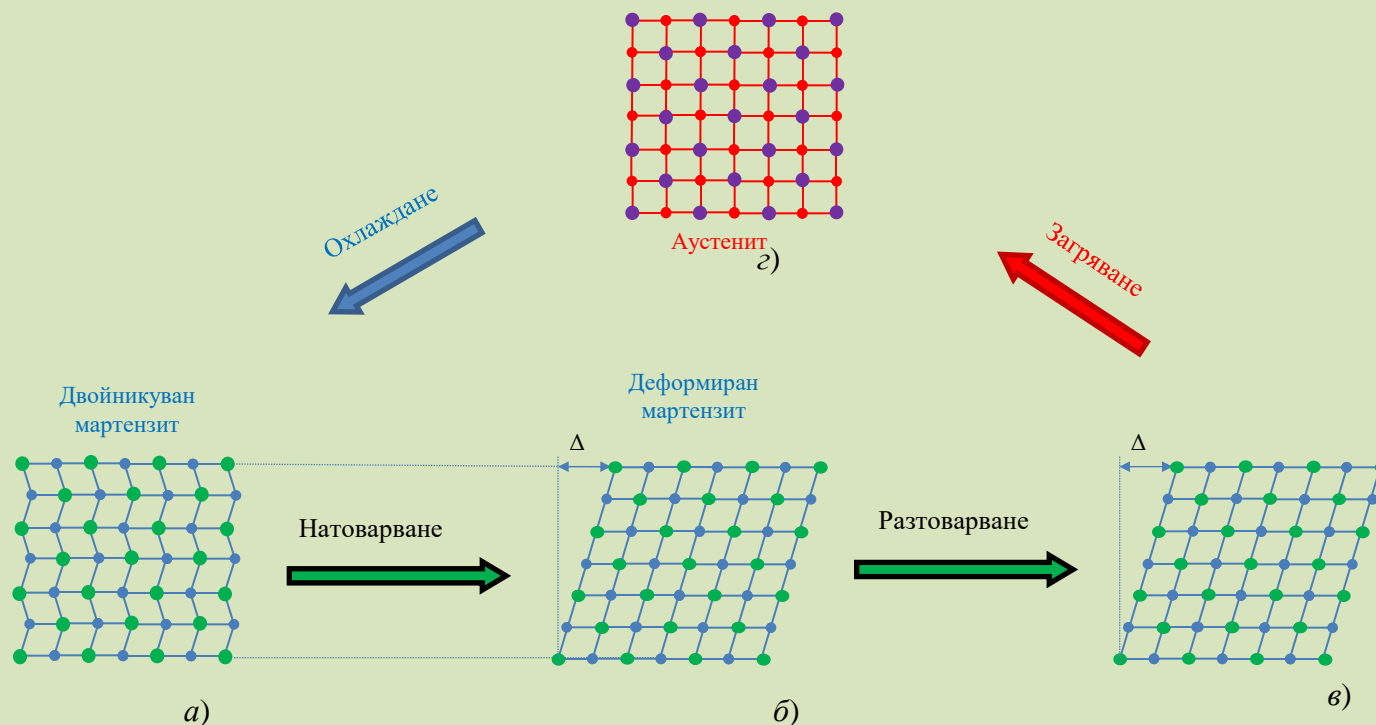 Аустенит
г)
Охлаждане
Загряване
Двойникуван
мартензит
Деформиран
мартензит
Δ
Δ
Натоварване
Разтоварване
а)
б)
в)